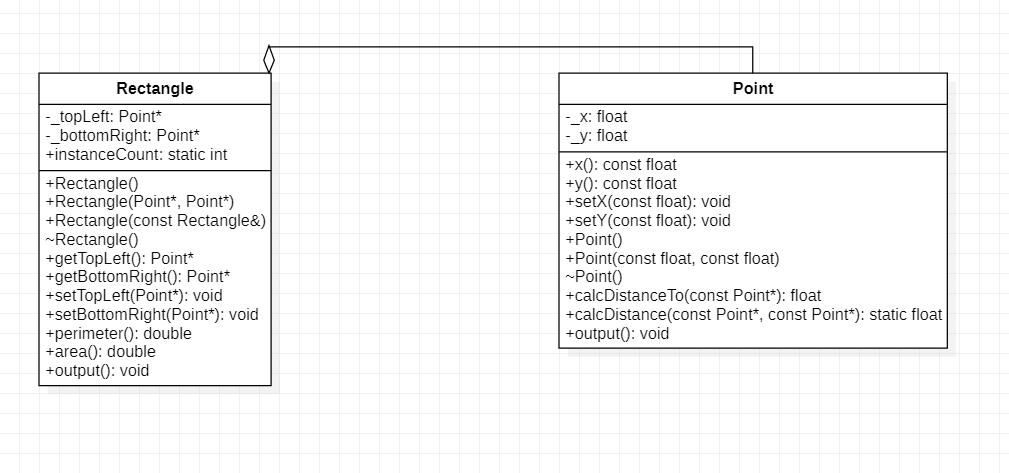 Rectangle
-_topLeft: Point*
-_bottomRight: Point*
+instanceCount: static int
+Rectangle()
+Rectangle(Point*, Point*)
+Rectangle(const Rectangle&)
~Rectangle()
+getTopLeft(): Point*
+getBottomRight(): Point*
+setTopLeft(Point*): void
+setBottomRight(Point*): void
+perimeter(): double
+area(): double
+output(): void
Point
-_x: float
-_y: float
+x(): const float
+y(): const float
+setX(const float): void
+setY(const float): void
+Point()
+Point(const float, const float)
~Point()
+calcDistanceTo(const Point*): float
+calcDistance(const Point*, const Point*): static float
+output(): void